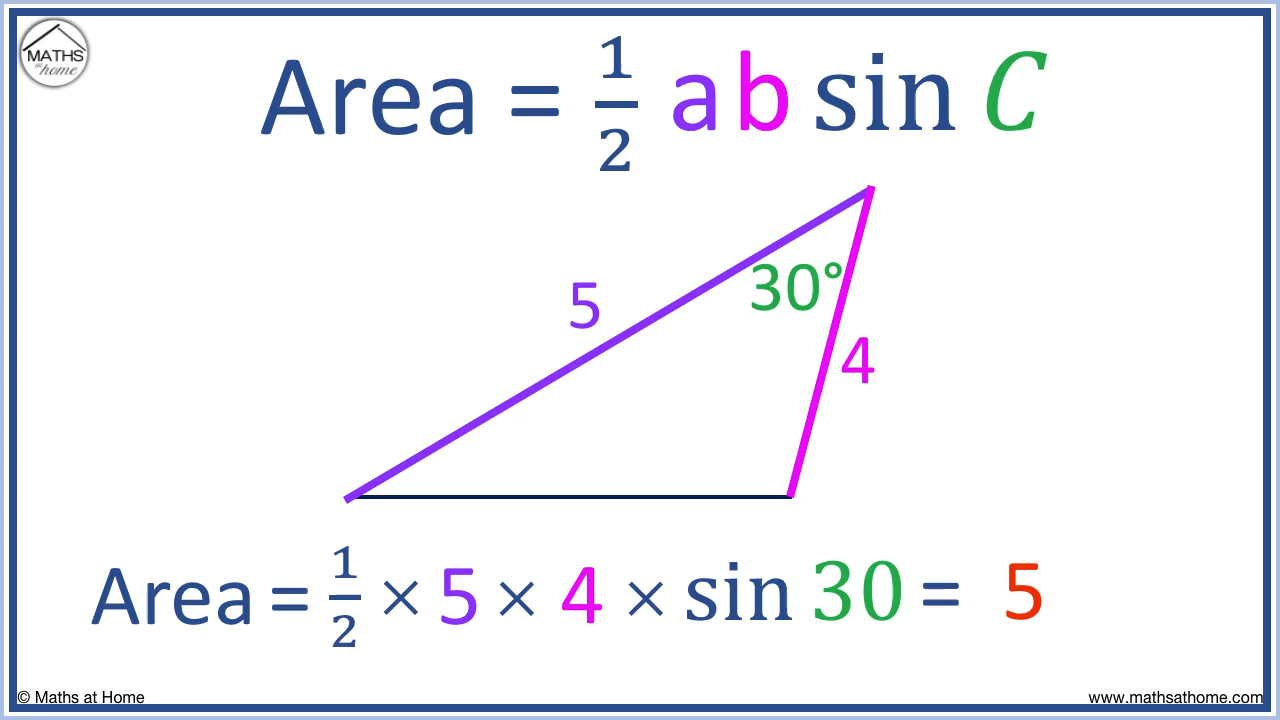 MATHS
at home
Area = 1/2 ab sin C
5
30°
4
Area = 1/2 × 5 × 4 × sin 30 = 5
© Maths at Home
www.mathsathome.com